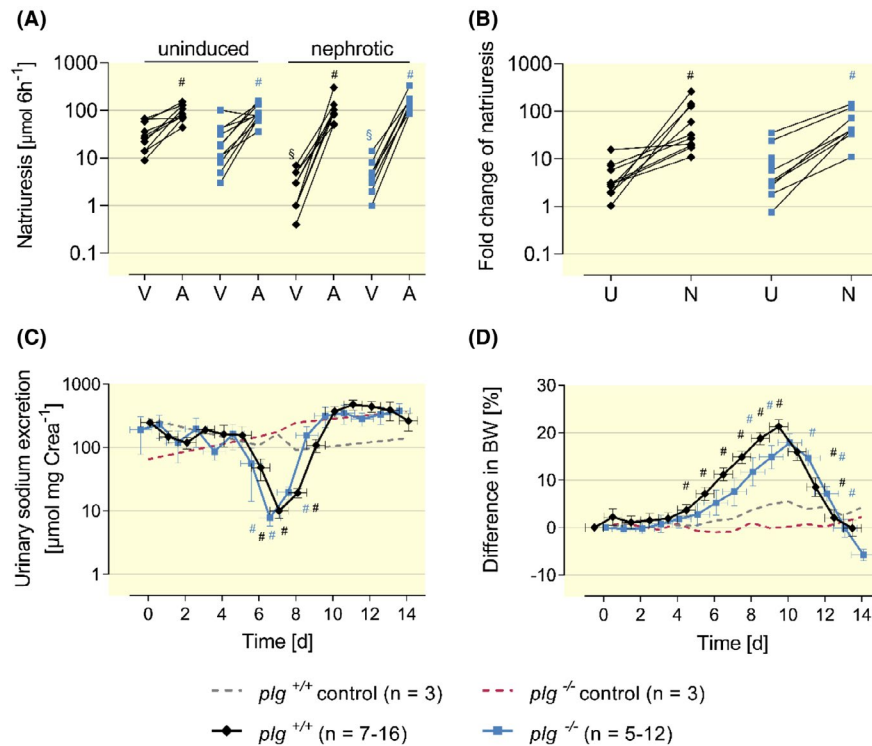 (A)
uninduced nephrotic
Natriuresis [µmol 6h⁻¹]
1000
100
10
1
0.1
# # # #
§ §
V A V A V A V A
(B)
Fold change of natriuresis
1000
100
10
1
0.1
# #
U N U N
(C)
Urinary sodium excretion
[µmol mg Crea⁻¹]
1000
100
10
1
# # # # # #
0 2 4 6 8 10 12 14
Time [d]
(D)
Difference in BW [%]
30
20
10
0
-10
# # # # # # # # # # # # #
0 2 4 6 8 10 12 14
Time [d]
plg +/+ control (n = 3) plg -/- control (n = 3)
plg +/+ (n = 7-16) plg -/- (n = 5-12)